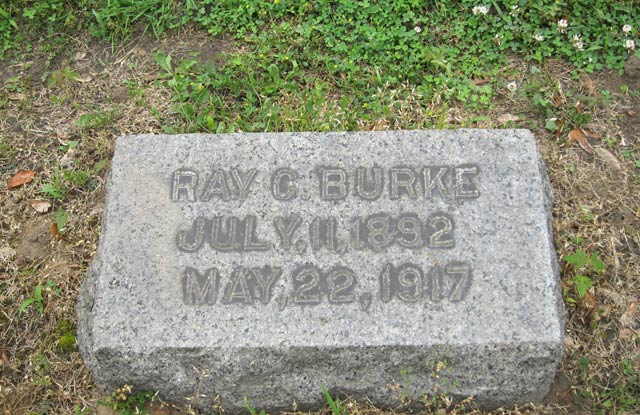 RAY C. BURKE
JULY. 11, 1892
MAY, 22, 1917